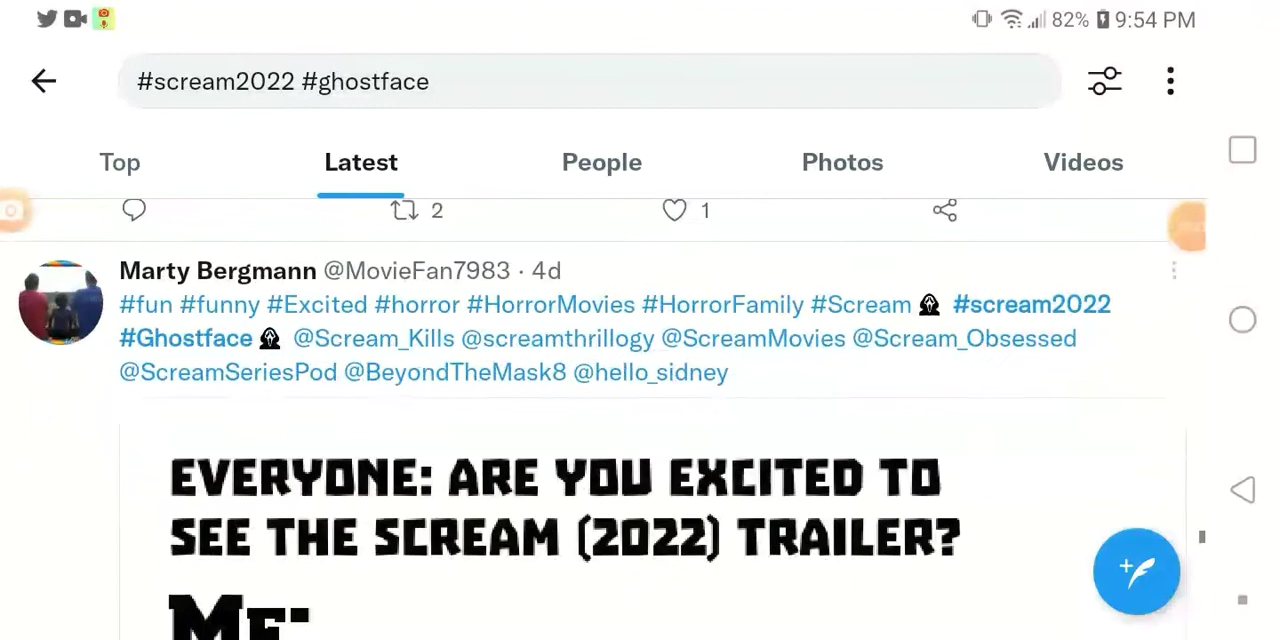 82% 9:54 PM
#scream2022 #ghostface
Top Latest People Photos Videos
2 1
Marty Bergmann @MovieFan7983 · 4d
#fun #funny #Excited #horror #HorrorMovies #HorrorFamily #Scream #scream2022
#Ghostface @Scream_Kills @screamthrillogy @ScreamMovies @Scream_Obsessed
@ScreamSeriesPod @BeyondTheMask8 @hello_sidney
EVERYONE: ARE YOU EXCITED TO
SEE THE SCREAM (2022) TRAILER?
ME: